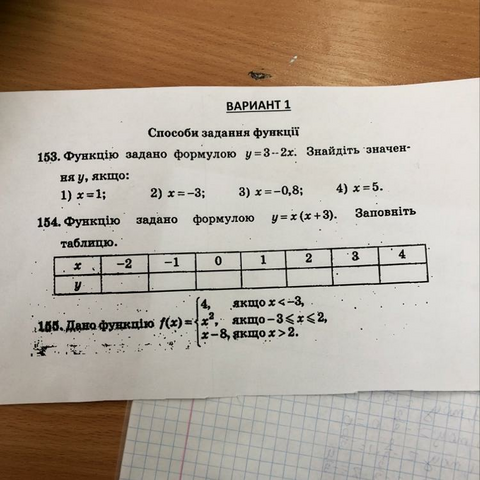 ВАРИАНТ 1
Способи задання функції
153. Функцію задано формулою y=3-2x. Знайдіть значен-
ня y, якщо:
1) x=1; 2) x=-3; 3) x=-0,8; 4) x=5.
154. Функцію задано формулою y=x(x+3). Заповніть
таблицю.
x -2 -1 0 1 2 3 4
y
4, якщо x<-3,
155. Дано функцію f(x)= x², якщо -3⩽x⩽2,
x-8, якщо x>2.